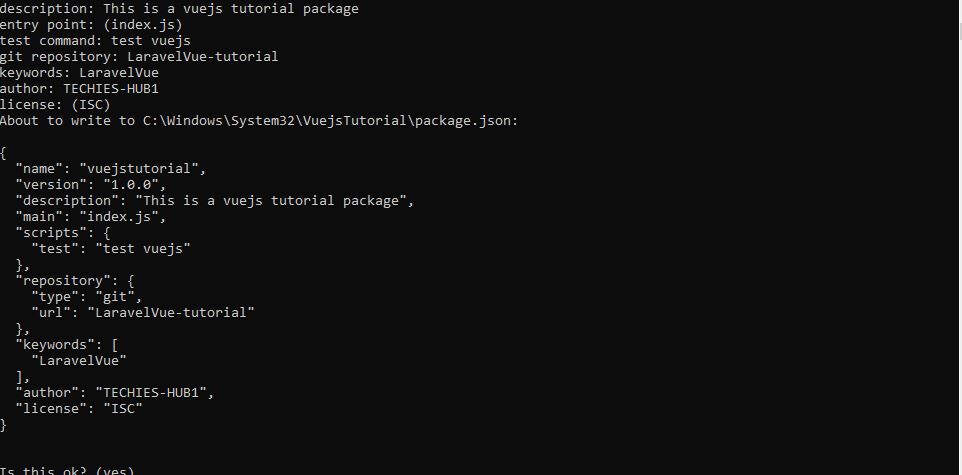 description: This is a vuejs tutorial package
entry point: (index.js)
test command: test vuejs
git repository: LaravelVue-tutorial
keywords: LaravelVue
author: TECHIES-HUB1
license: (ISC)
About to write to C:\Windows\System32\VuejsTutorial\package.json:
{
  "name": "vuejstutorial",
  "version": "1.0.0",
  "description": "This is a vuejs tutorial package",
  "main": "index.js",
  "scripts": {
    "test": "test vuejs"
  },
  "repository": {
    "type": "git",
    "url": "LaravelVue-tutorial"
  },
  "keywords": [
    "LaravelVue"
  ],
  "author": "TECHIES-HUB1",
  "license": "ISC"
}
Is this ok? (yes)